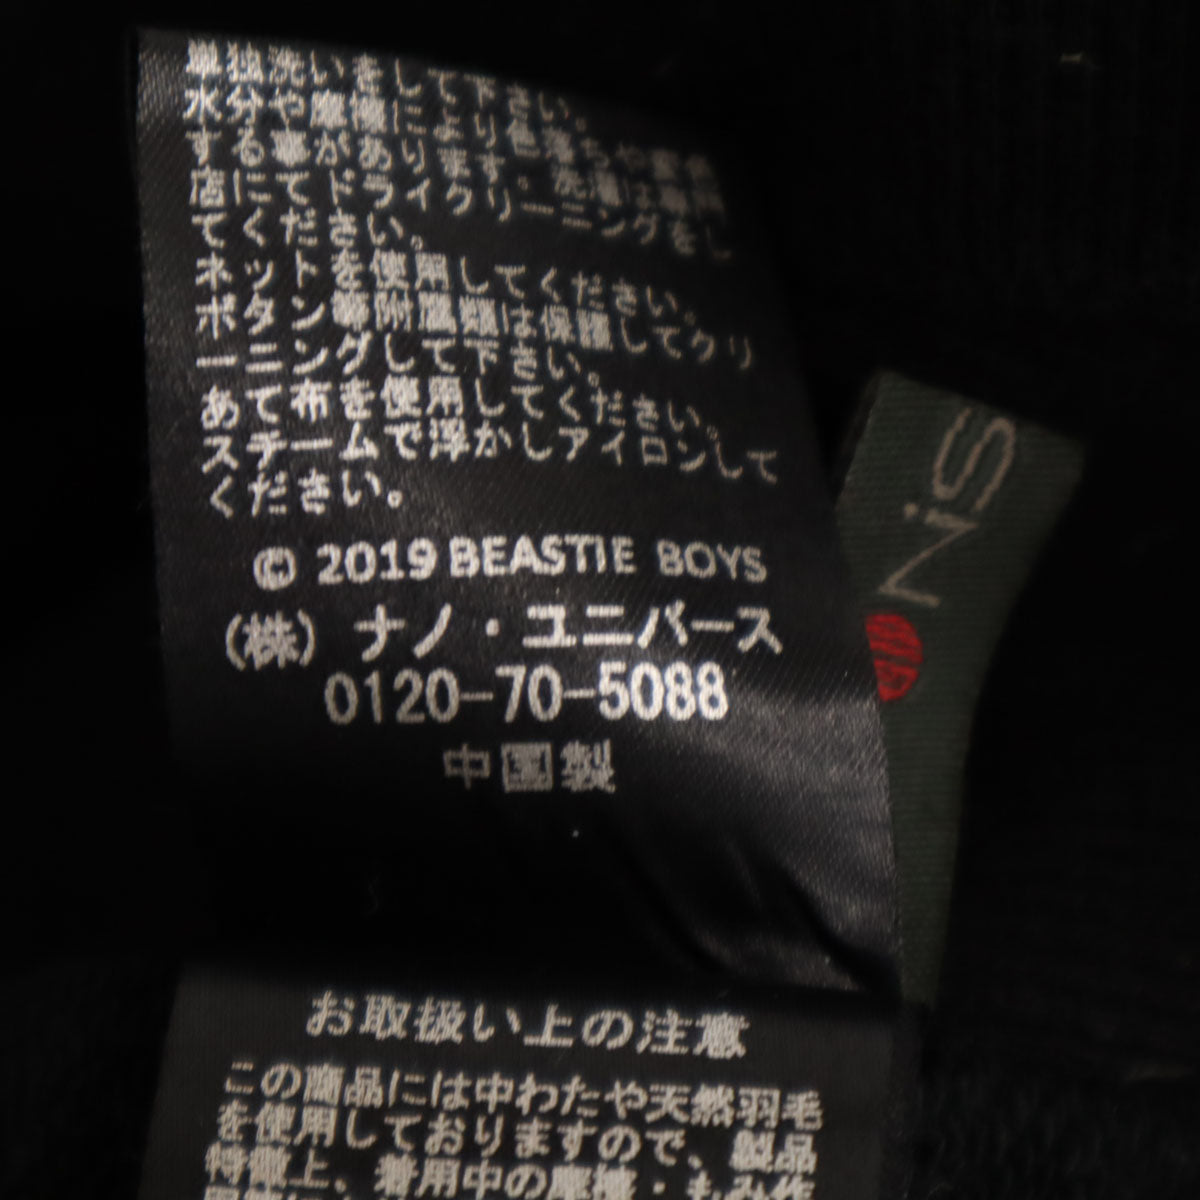 単独洗いをして下さい。
水分や摩擦により色落ちや
する事があります・洗濯は専門
店にてドライクリーニングをし
てください。
ネットを使用してください。
ボタン等附属類は保護してクリ
ーニングして下さい。
あて布を使用してください。
スチームで浮かしアイロンして
ください。
© 2019 BEASTIE BOYS
(株) ナノ・ユニバース
0120-70-5088
中国製
NiS
お取扱い上の注意
この商品には中わたや天然羽毛
を使用しておりますので、製品
特徴上、着用中の摩擦・もみ作